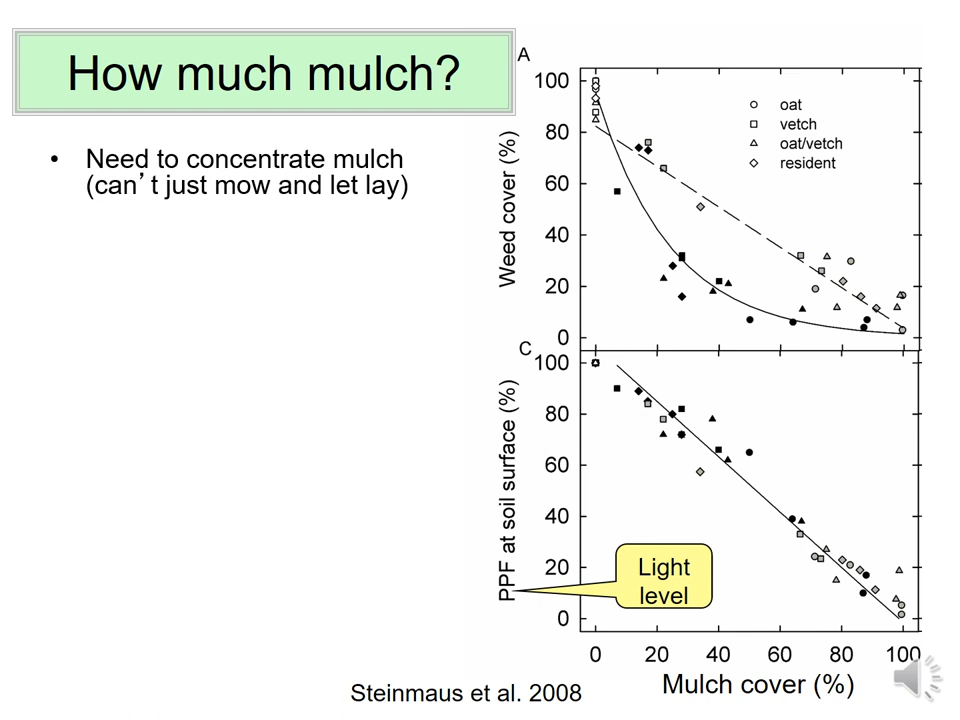 How much mulch?
• Need to concentrate mulch
(can’t just mow and let lay)
A
Weed cover (%)
100
80
60
40
20
0
oat
vetch
oat/vetch
resident
C
PPF at soil surface (%)
100
80
60
40
20
0
Light
level
0 20 40 60 80 100
Mulch cover (%)
Steinmaus et al. 2008